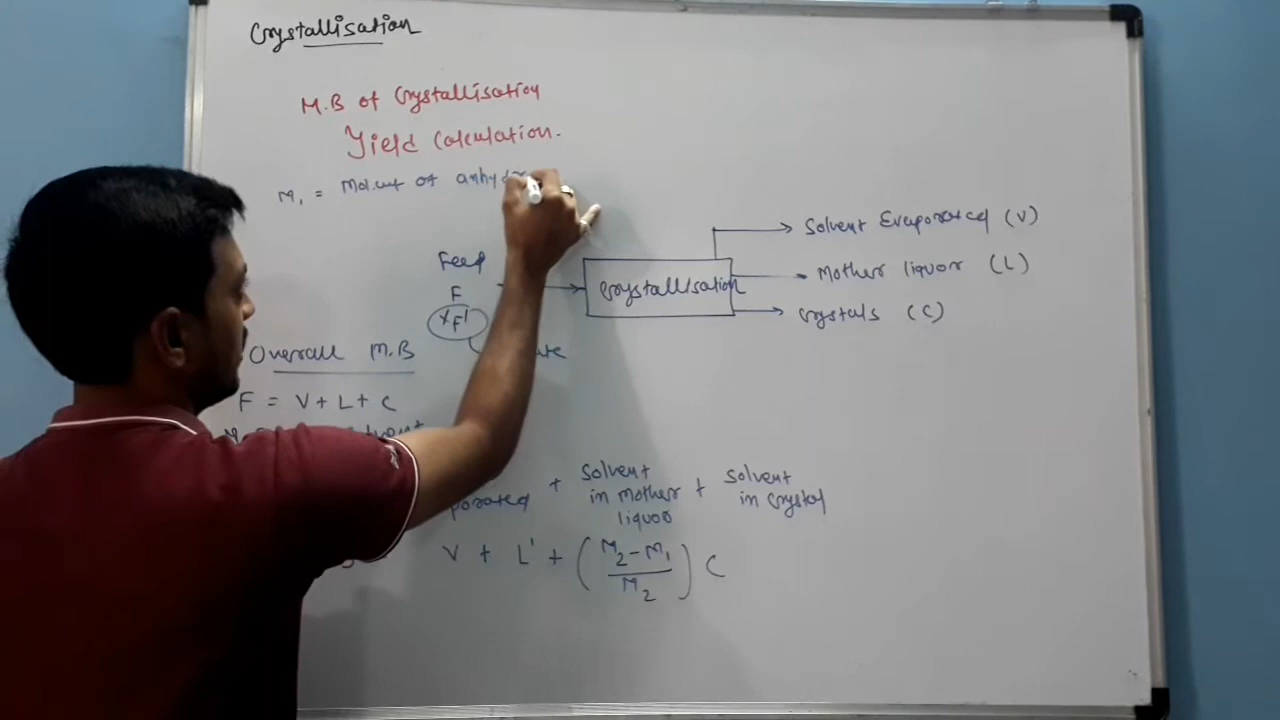 Crystallisation
M.B of Crystallisation
Yield Calculation.
M₁ = Mol.wt of anhyd
Feed
F
XF'
Crystallisation
Solvent Evaporated (V)
Mother liquor (L)
Crystals (C)
Overall M.B
F = V + L + C
porated + Solvent in mother liquor + Solvent in crystal
V + L' + (M₂ - M₁ / M₂) C